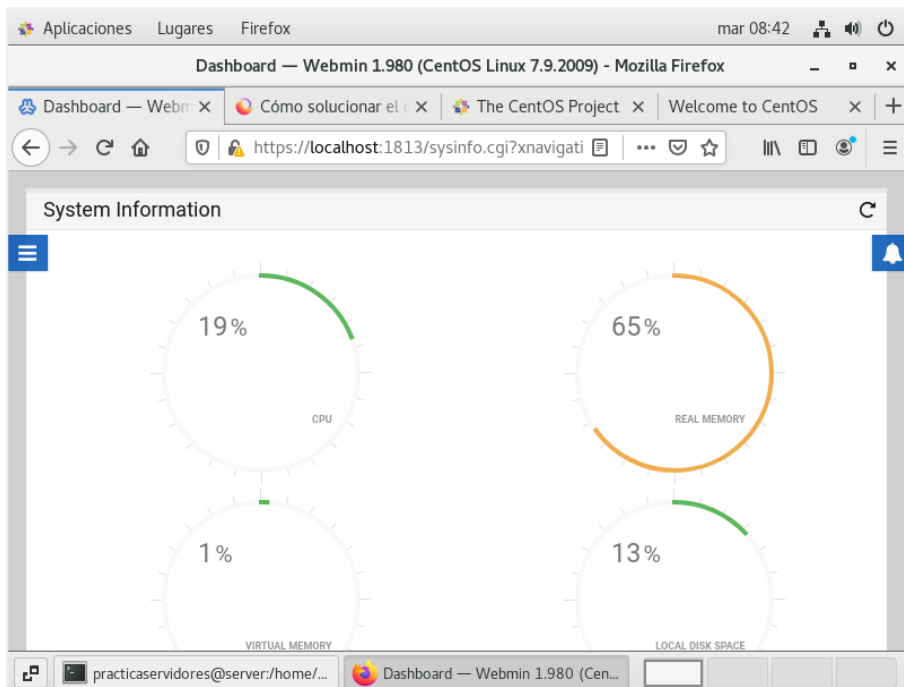 Aplicaciones Lugares Firefox mar 08:42
Dashboard — Webmin 1.980 (CentOS Linux 7.9.2009) - Mozilla Firefox
Dashboard — Webm Cómo solucionar el The CentOS Project Welcome to CentOS
https://localhost:1813/sysinfo.cgi?xnavigati
System Information
19% 65%
CPU REAL MEMORY
1% 13%
VIRTUAL MEMORY LOCAL DISK SPACE
practicaservidores@server:/home/... Dashboard — Webmin 1.980 (Cen...